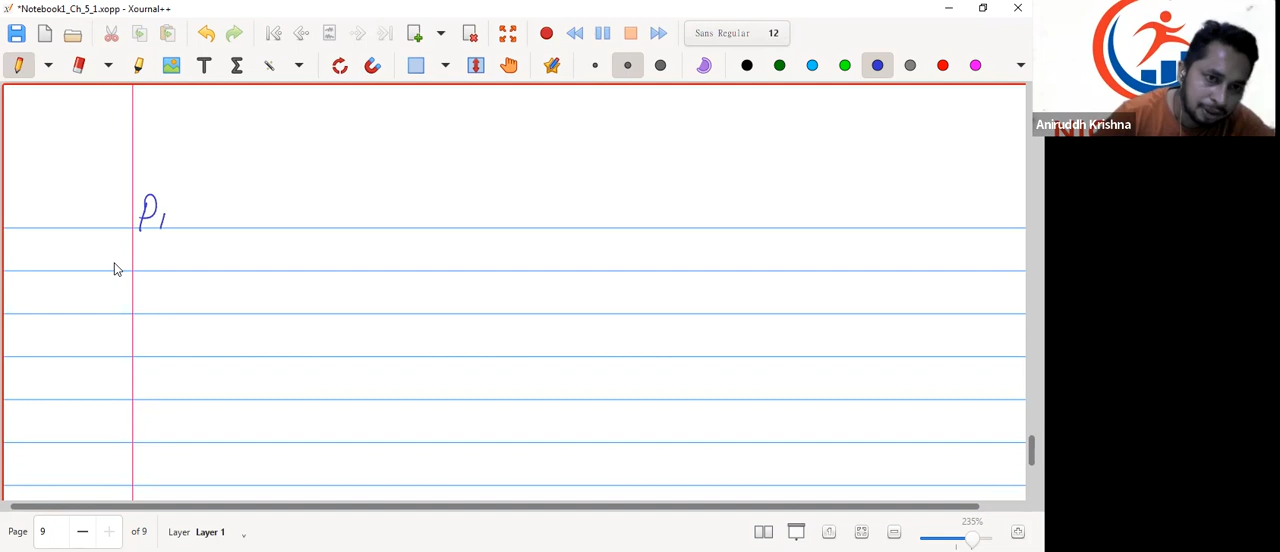 *Notebook1_Ch_5_1.xopp - Xournal++
Sans Regular 12
P1
Aniruddh Krishna
Page 9 of 9 Layer Layer 1 235%